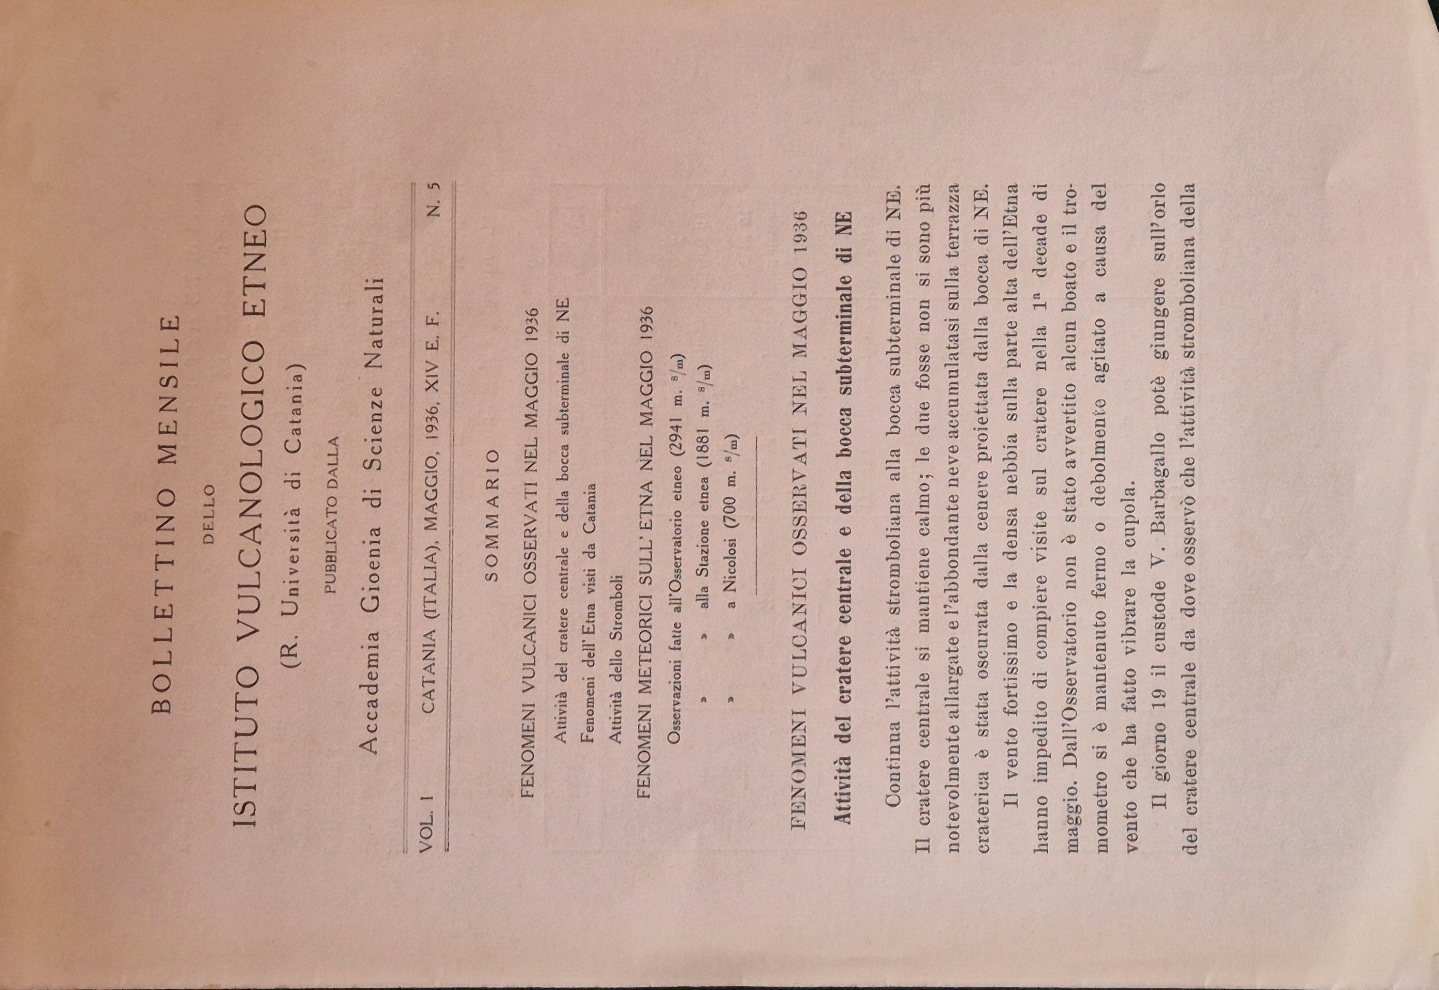 BOLLETTINO MENSILE
DELLO
ISTITUTO VULCANOLOGICO ETNEO
(R. Università di Catania)
PUBBLICATO DALLA
Accademia Gioenia di Scienze Naturali
VOL. I CATANIA (ITALIA), MAGGIO, 1936, XIV E. F. N. 5
SOMMARIO
FENOMENI VULCANICI OSSERVATI NEL MAGGIO 1936
Attività del cratere centrale e della bocca subterminale di NE
Fenomeni dell'Etna visti da Catania
Attività dello Stromboli
FENOMENI METEORICI SULL'ETNA NEL MAGGIO 1936
Osservazioni fatte all'Osservatorio etneo (2941 m. s/m)
» » alla Stazione etnea (1881 m. s/m)
» » a Nicolosi (700 m. s/m)
FENOMENI VULCANICI OSSERVATI NEL MAGGIO 1936
Attività del cratere centrale e della bocca subterminale di NE
Continua l'attività stromboliana alla bocca subterminale di NE.
Il cratere centrale si mantiene calmo; le due fosse non si sono più
notevolmente allargate e l'abbondante neve accumulatasi sulla terrazza
craterica è stata oscurata dalla cenere proiettata dalla bocca di NE.
Il vento fortissimo e la densa nebbia sulla parte alta dell'Etna
hanno impedito di compiere visite sul cratere nella 1ª decade di
maggio. Dall'Osservatorio non è stato avvertito alcun boato e il tro-
mometro si è mantenuto fermo o debolmente agitato a causa del
vento che ha fatto vibrare la cupola.
Il giorno 19 il custode V. Barbagallo potè giungere sull'orlo
del cratere centrale da dove osservò che l'attività stromboliana della